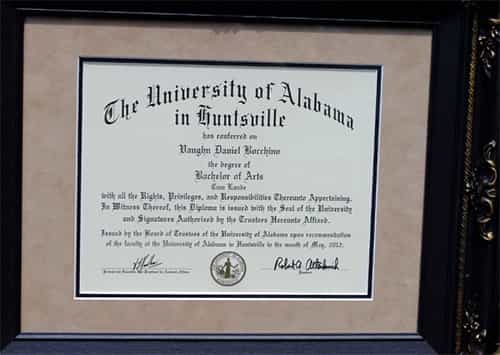 The University of Alabama
in Huntsville
has conferred on
Vaughn Daniel Bocchino
the degree of
Bachelor of Arts
Cum Laude
with all the Rights, Privileges, and Responsibilities Thereunto Appertaining.
In Witness Thereof, this Diploma is issued with the Seal of the University
and Signatures Authorized by the Trustees Hereunto Affixed.
Issued by the Board of Trustees of the University of Alabama upon recommendation
of the faculty of the University of Alabama in Huntsville in the month of May, 2012.
Robert A. Altenkirch
President